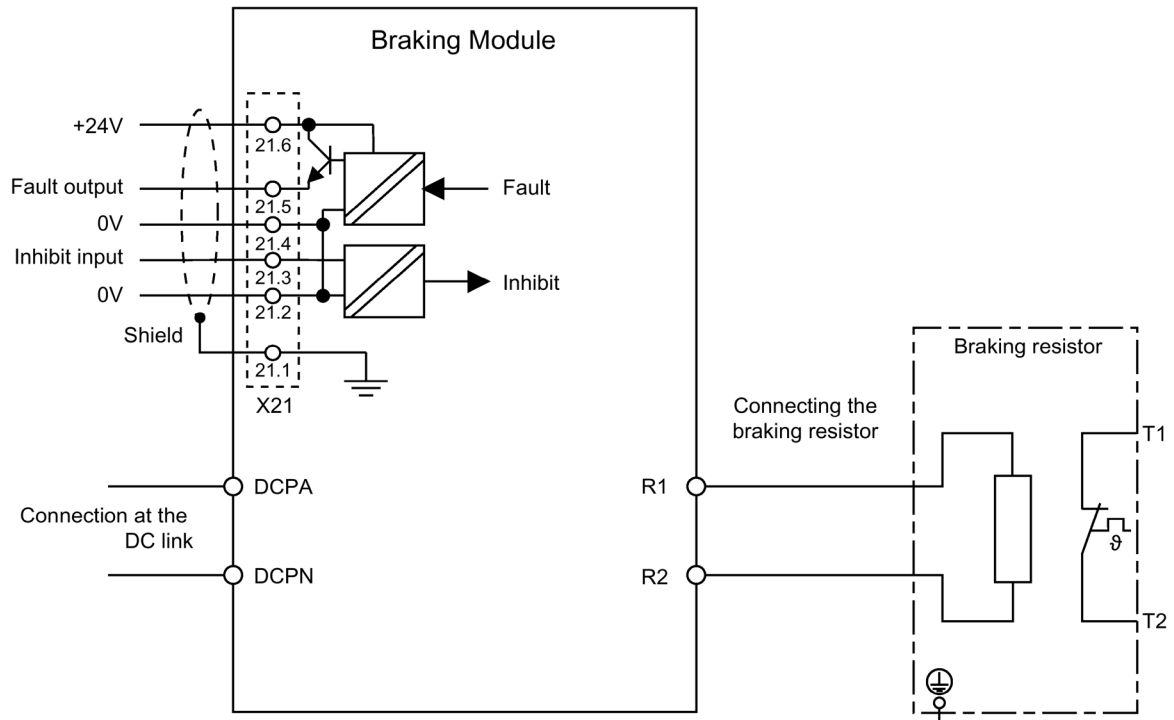 Braking Module
+24V
21.6
Fault output
21.5
Fault
0V
21.4
Inhibit input
21.3
Inhibit
0V
21.2
Shield
21.1
X21
Braking resistor
Connecting the
braking resistor
T1
DCPA
R1
Connection at the
DC link
ϑ
DCPN
R2
T2